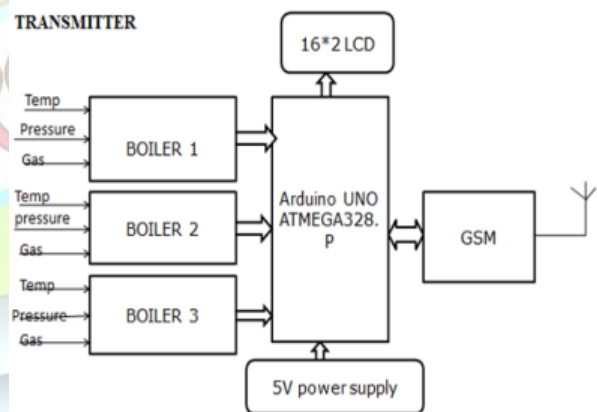 TRANSMITTER
16*2 LCD
Temp
Pressure
Gas
BOILER 1
Temp
pressure
Gas
BOILER 2
Temp
Pressure
Gas
BOILER 3
Arduino UNO
ATMEGA328.
P
GSM
5V power supply